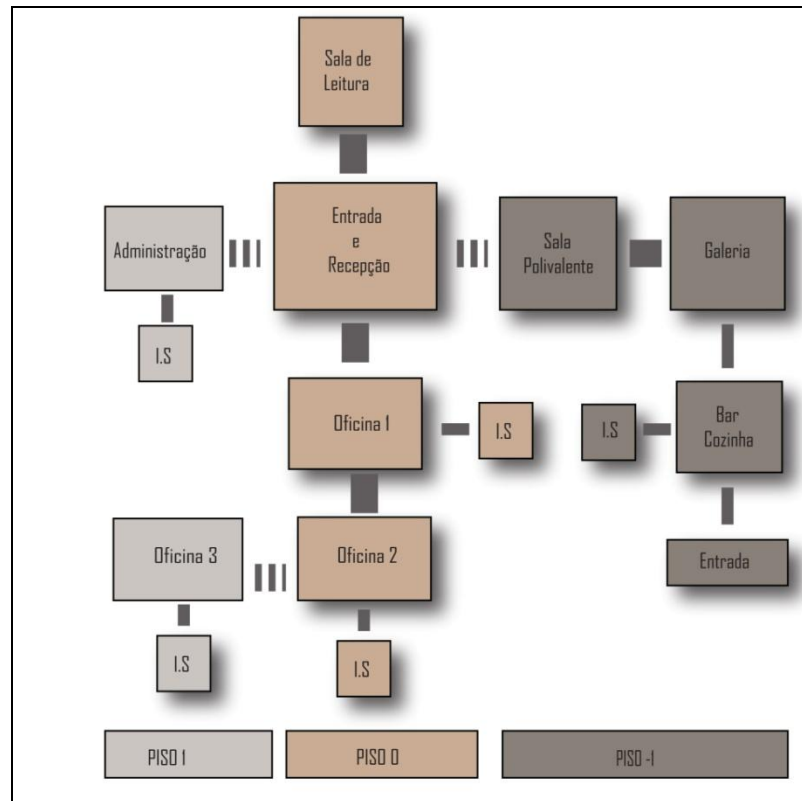 Sala de
Leitura
Administração
Entrada
e
Recepção
Sala
Polivalente
Galeria
I.S
Oficina 1
I.S
I.S
Bar
Cozinha
Oficina 3
Oficina 2
Entrada
I.S
I.S
PISO 1
PISO 0
PISO -1